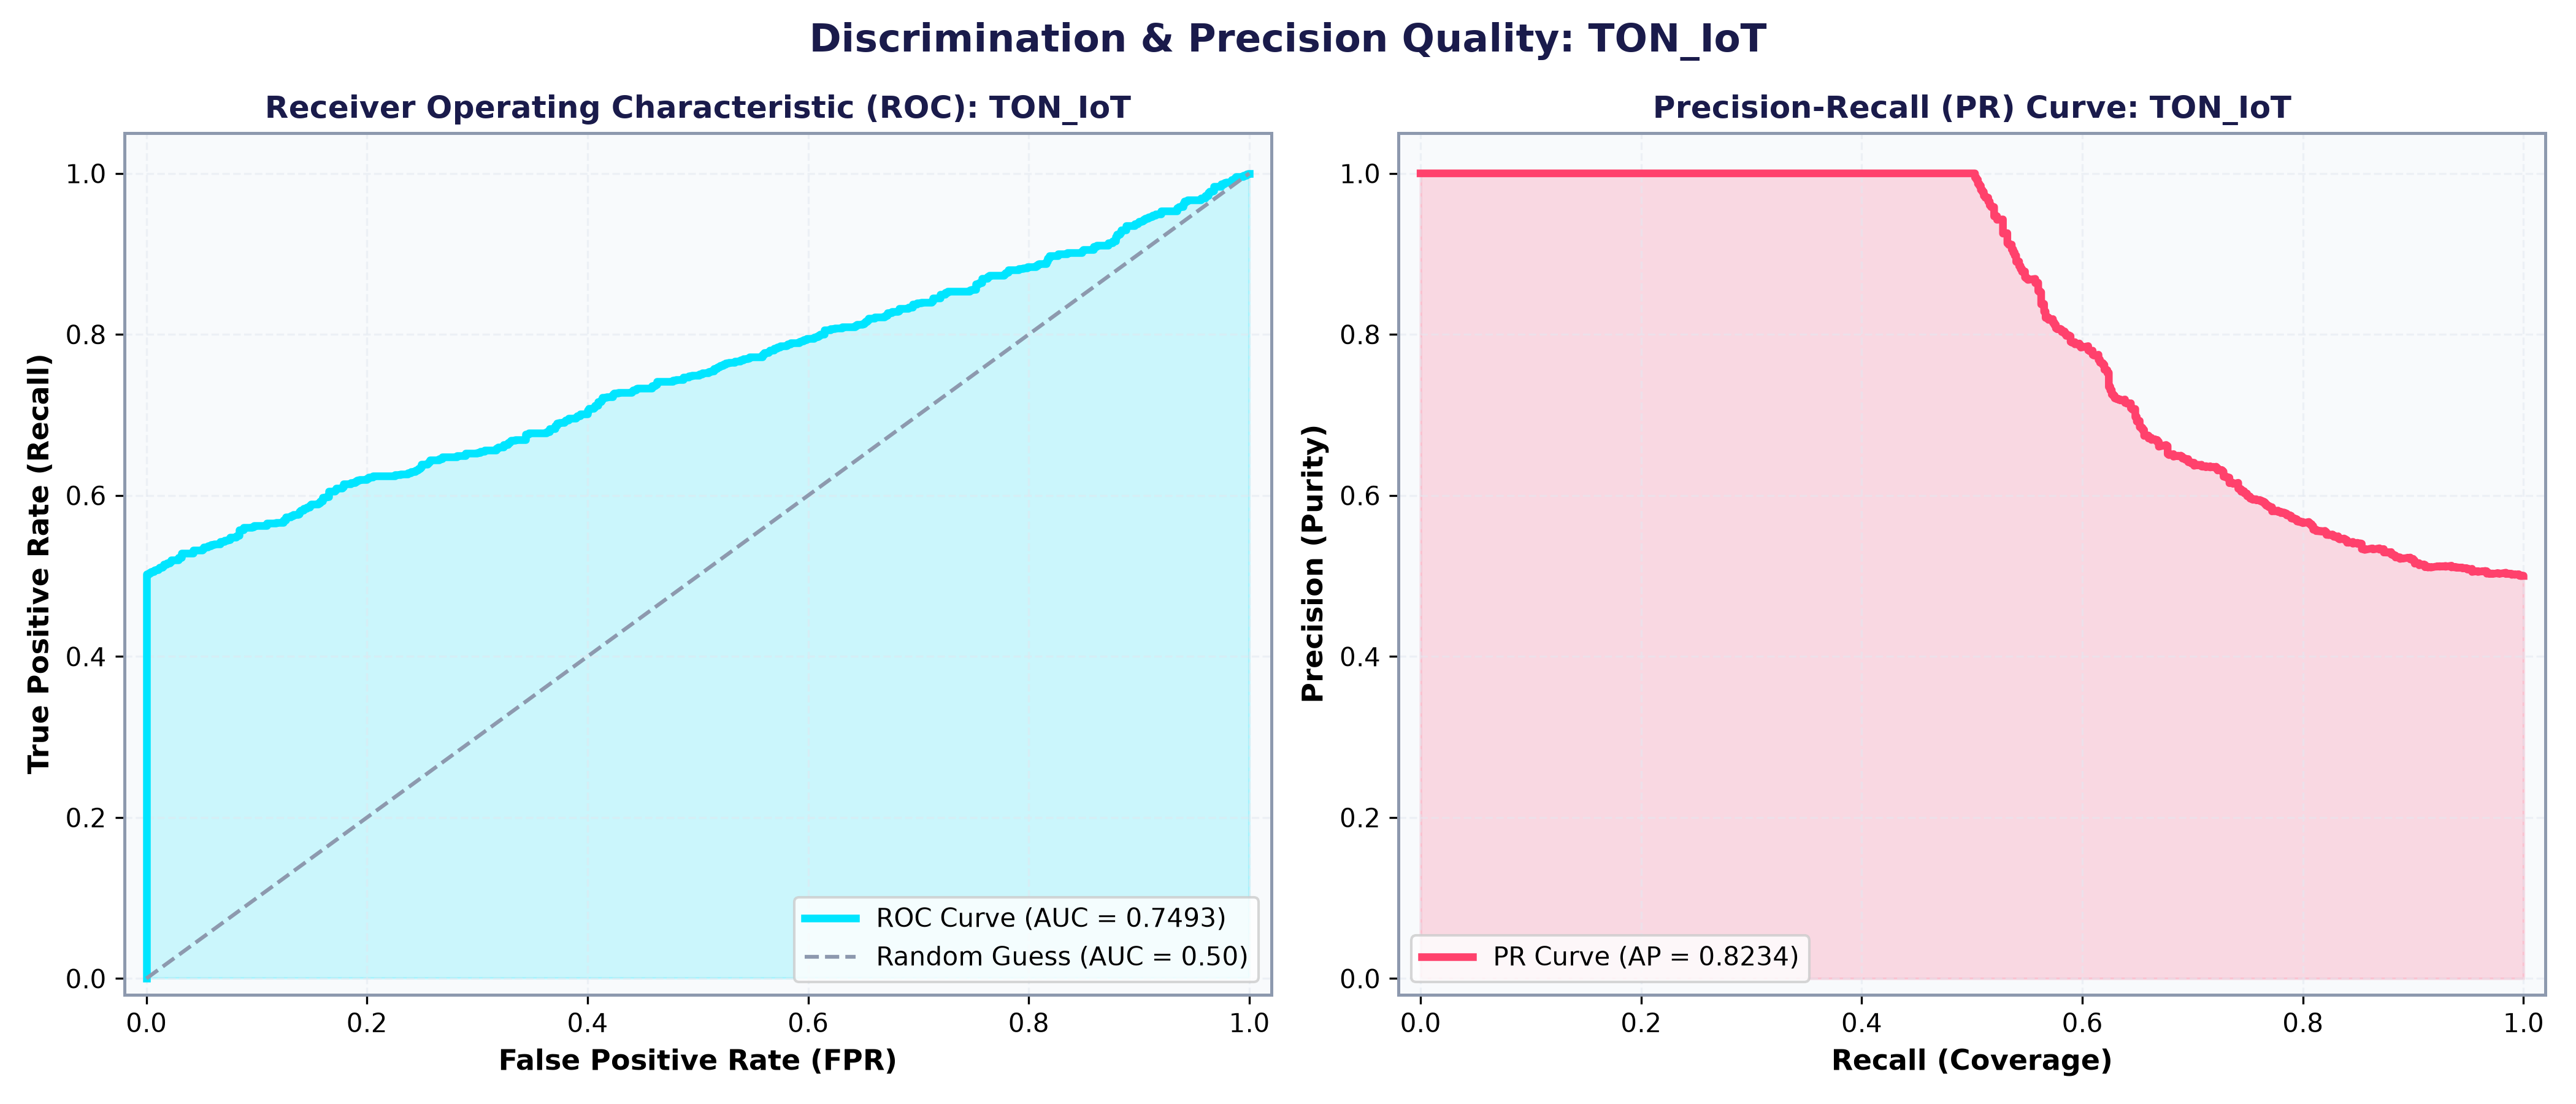 Discrimination & Precision Quality: TON_IoT
Receiver Operating Characteristic (ROC): TON_IoT
True Positive Rate (Recall)
1.0
0.8
0.6
0.4
0.2
0.0
ROC Curve (AUC = 0.7493)
Random Guess (AUC = 0.50)
0.0 0.2 0.4 0.6 0.8 1.0
False Positive Rate (FPR)
Precision-Recall (PR) Curve: TON_IoT
Precision (Purity)
1.0
0.8
0.6
0.4
0.2
0.0
PR Curve (AP = 0.8234)
0.0 0.2 0.4 0.6 0.8 1.0
Recall (Coverage)